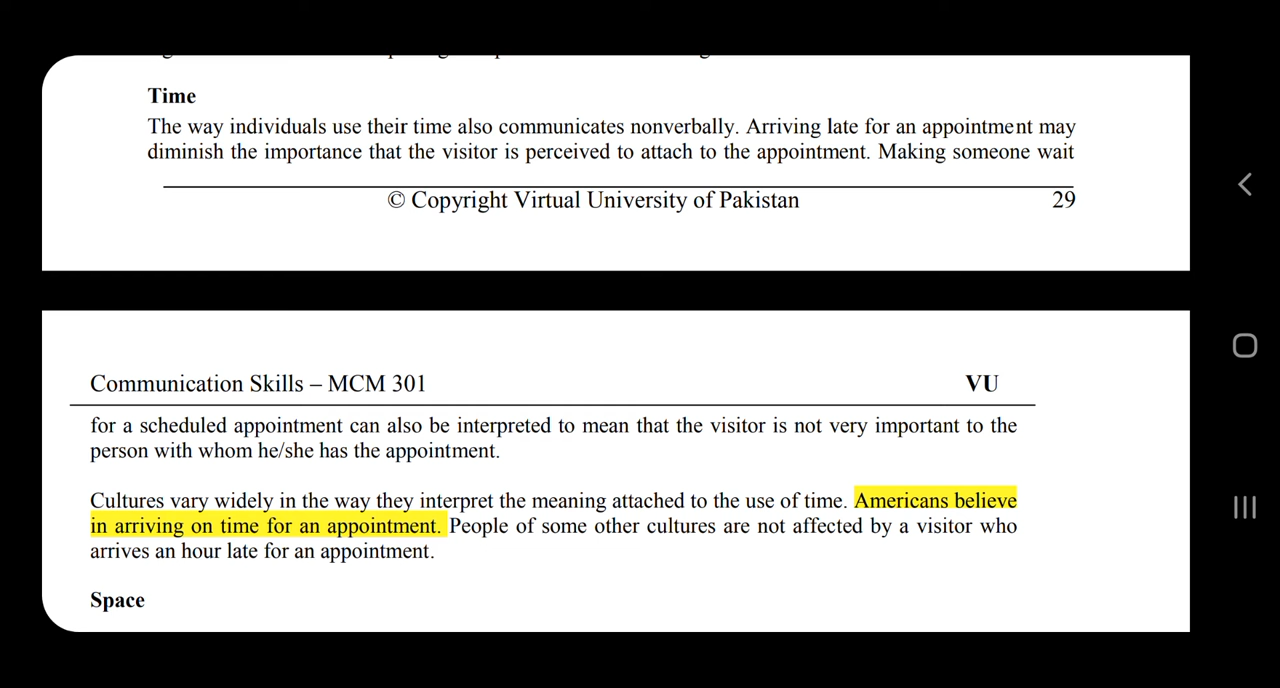 Time
The way individuals use their time also communicates nonverbally. Arriving late for an appointment may
diminish the importance that the visitor is perceived to attach to the appointment. Making someone wait
© Copyright Virtual University of Pakistan 29
Communication Skills – MCM 301 VU
for a scheduled appointment can also be interpreted to mean that the visitor is not very important to the
person with whom he/she has the appointment.
Cultures vary widely in the way they interpret the meaning attached to the use of time. Americans believe
in arriving on time for an appointment. People of some other cultures are not affected by a visitor who
arrives an hour late for an appointment.
Space